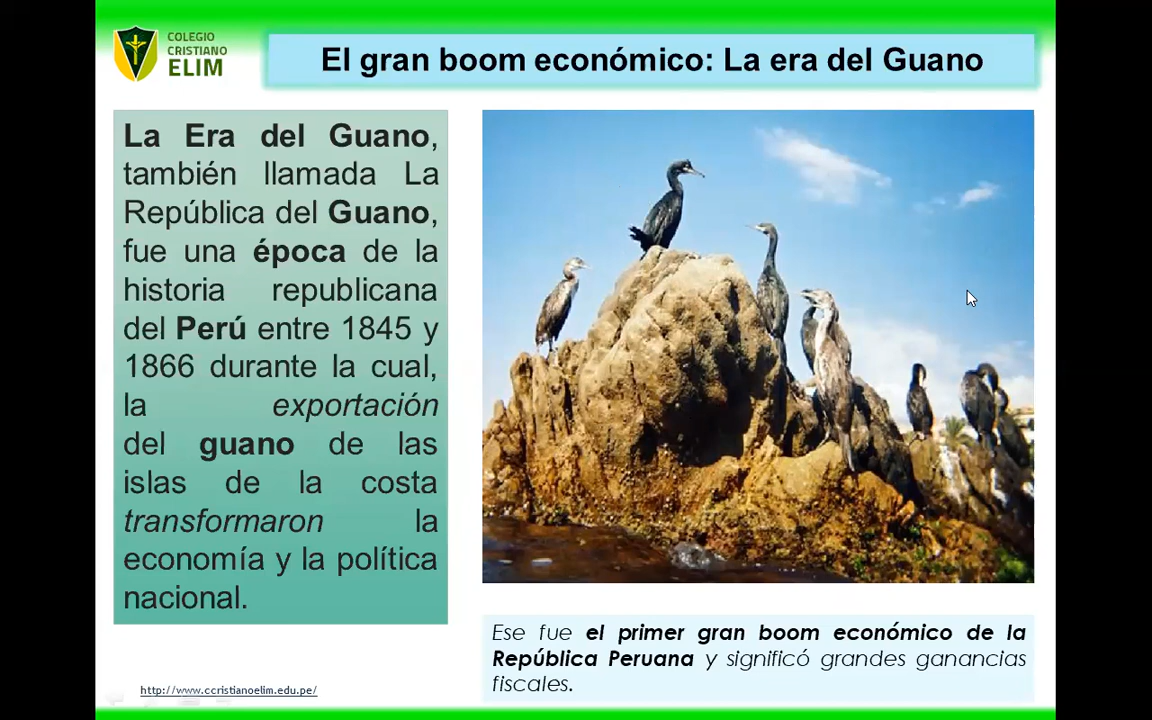 COLEGIO
CRISTIANO
ELIM
El gran boom económico: La era del Guano
La Era del Guano,
también llamada La
República del Guano,
fue una época de la
historia republicana
del Perú entre 1845 y
1866 durante la cual,
la exportación
del guano de las
islas de la costa
transformaron la
economía y la política
nacional.
Ese fue el primer gran boom económico de la
República Peruana y significó grandes ganancias
fiscales.
http://www.ccristianoelim.edu.pe/